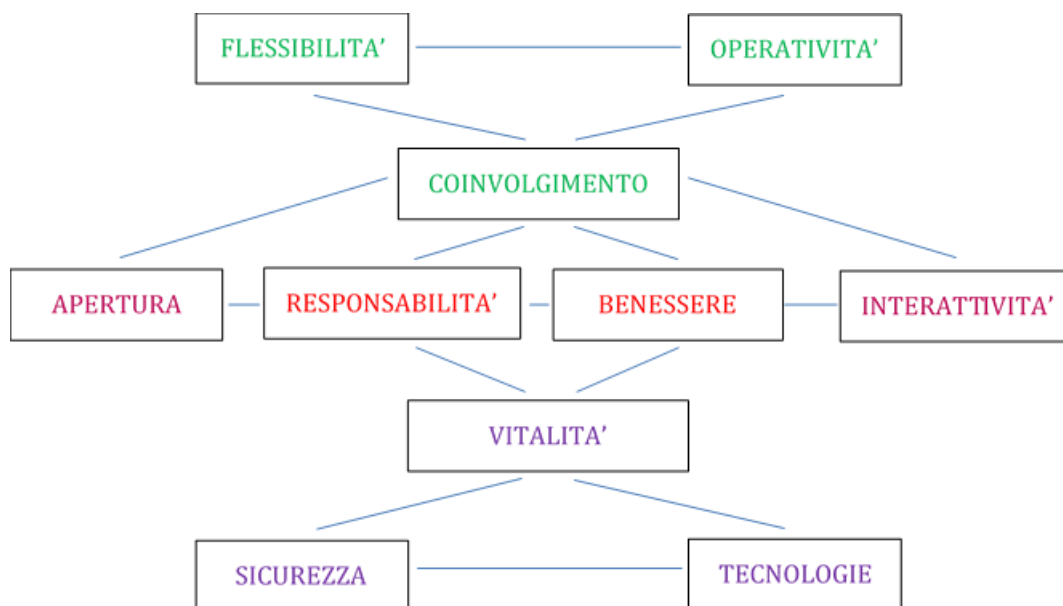 FLESSIBILITA’
OPERATIVITA’
COINVOLGIMENTO
APERTURA
RESPONSABILITA’
BENESSERE
INTERATTIVITA’
VITALITA’
SICUREZZA
TECNOLOGIE